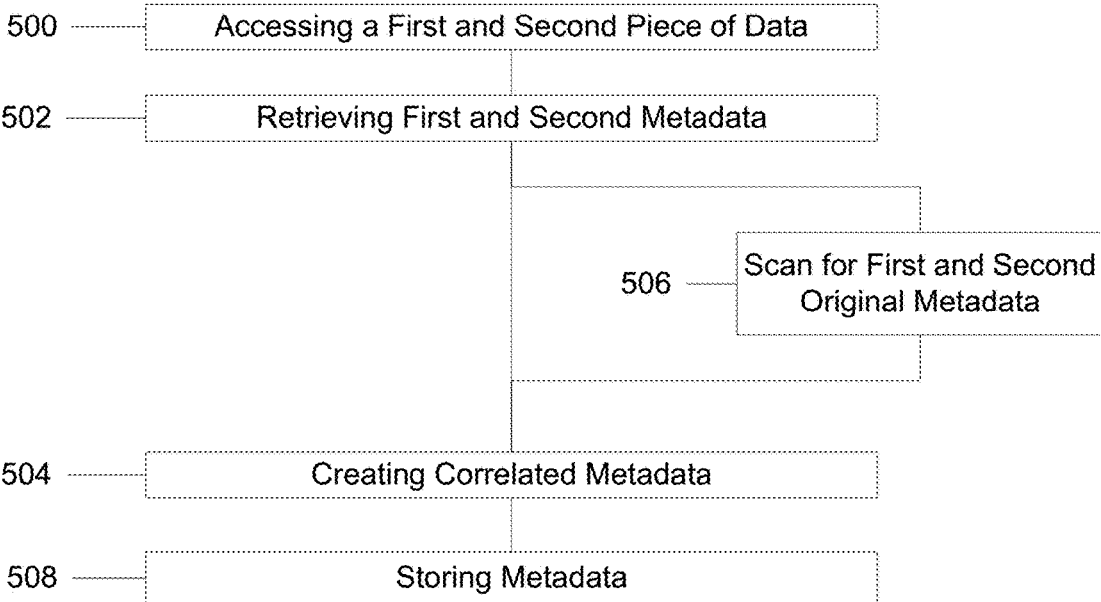 500 Accessing a First and Second Piece of Data
502 Retrieving First and Second Metadata
506 Scan for First and Second
Original Metadata
504 Creating Correlated Metadata
508 Storing Metadata